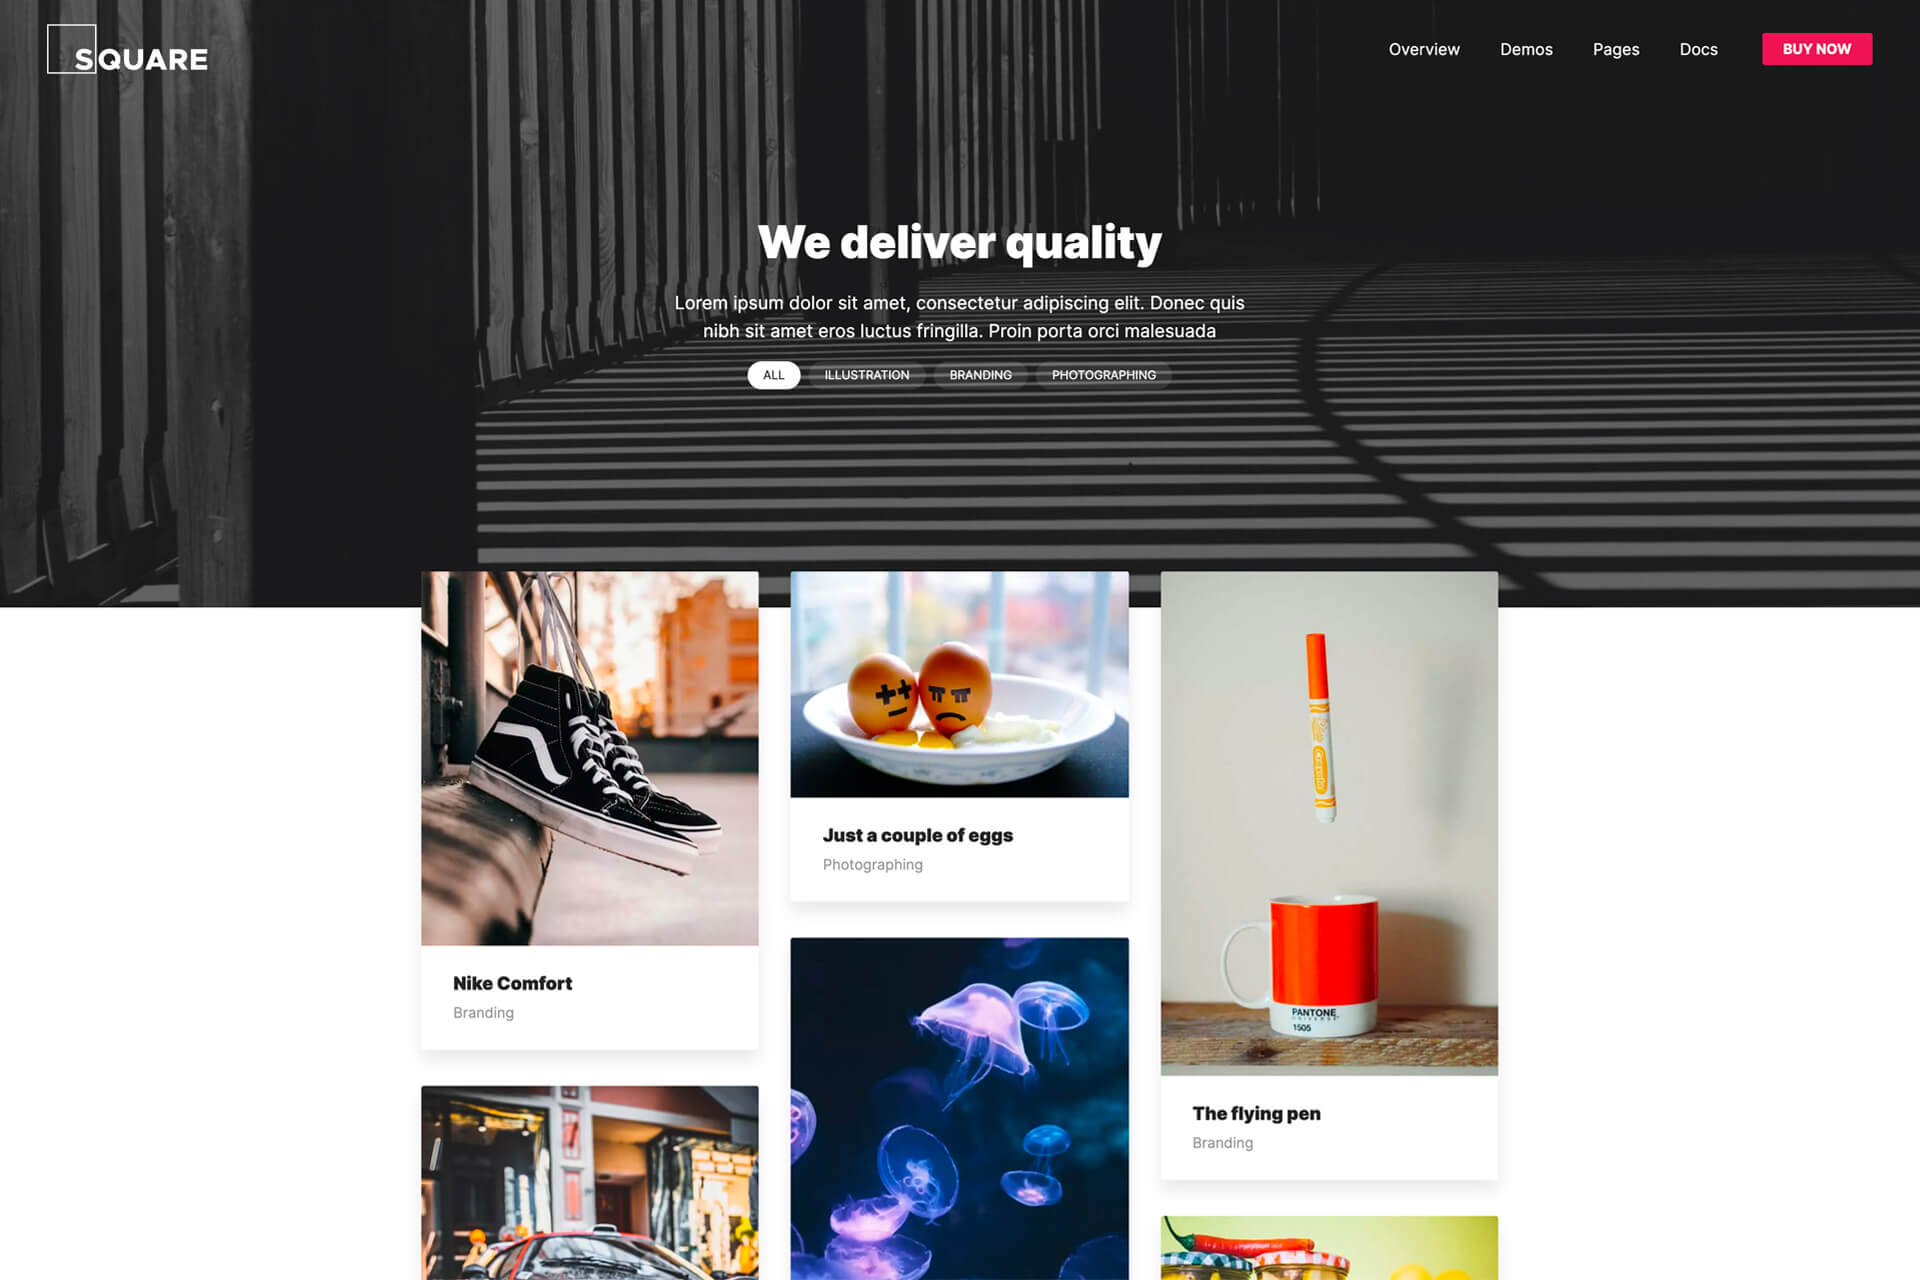 SQUARE
Overview Demos Pages Docs BUY NOW
We deliver quality
Lorem ipsum dolor sit amet, consectetur adipiscing elit. Donec quis
nibh sit amet eros luctus fringilla. Proin porta orci malesuada
ALL ILLUSTRATION BRANDING PHOTOGRAPHING
Just a couple of eggs
Photographing
Nike Comfort
Branding
PANTONE
UNIVERSE
1505
The flying pen
Branding